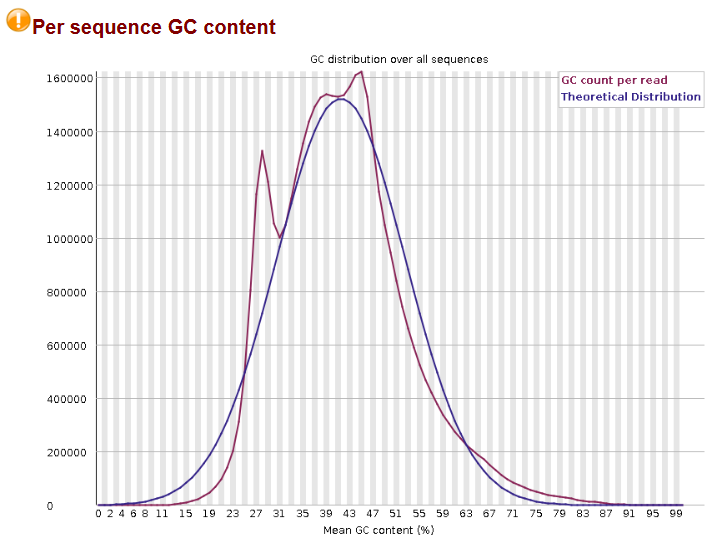 Per sequence GC content
GC distribution over all sequences
GC count per read
Theoretical Distribution
1600000
1400000
1200000
1000000
800000
600000
400000
200000
0
0 2 4 6 8 11 15 19 23 27 31 35 39 43 47 51 55 59 63 67 71 75 79 83 87 91 95 99
Mean GC content (%)